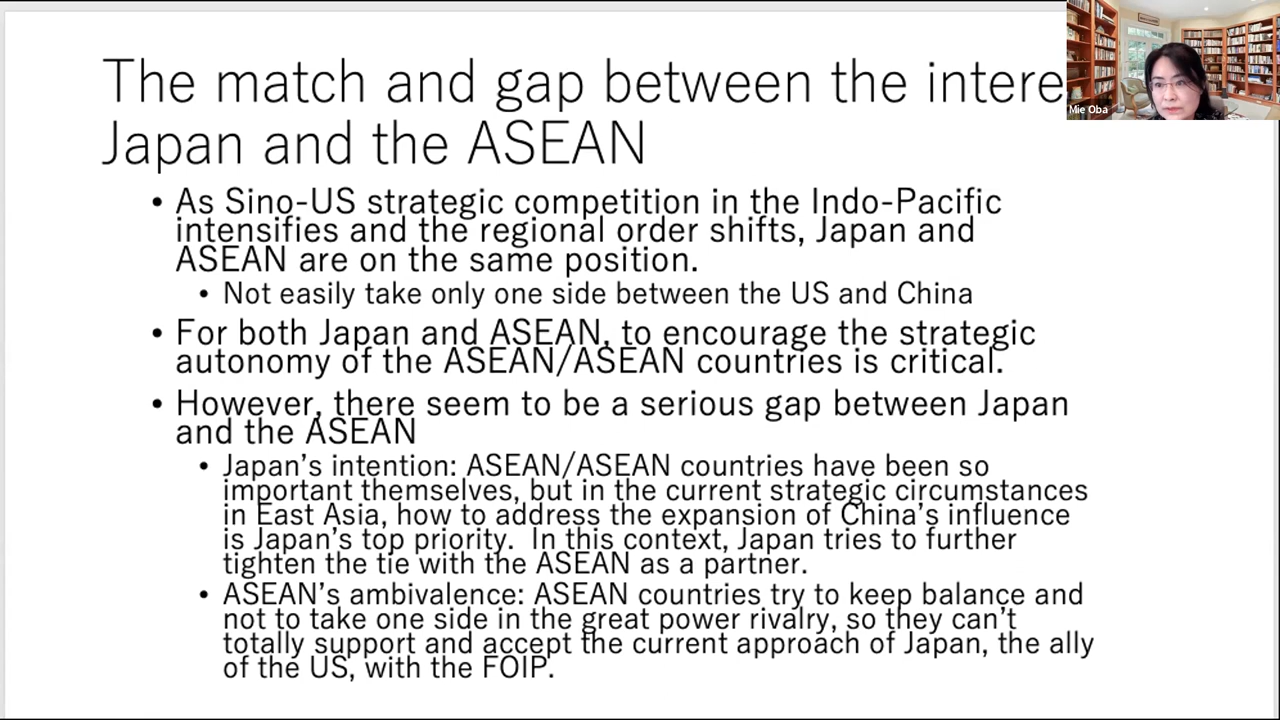 The match and gap between the intere
Japan and the ASEAN
• As Sino-US strategic competition in the Indo-Pacific
intensifies and the regional order shifts, Japan and
ASEAN are on the same position.
• Not easily take only one side between the US and China
• For both Japan and ASEAN, to encourage the strategic
autonomy of the ASEAN/ASEAN countries is critical.
• However, there seem to be a serious gap between Japan
and the ASEAN
• Japan’s intention: ASEAN/ASEAN countries have been so
important themselves, but in the current strategic circumstances
in East Asia, how to address the expansion of China’s influence
is Japan’s top priority.  In this context, Japan tries to further
tighten the tie with the ASEAN as a partner.
• ASEAN’s ambivalence: ASEAN countries try to keep balance and
not to take one side in the great power rivalry, so they can’t
totally support and accept the current approach of Japan, the ally
of the US, with the FOIP.
Mie Oba